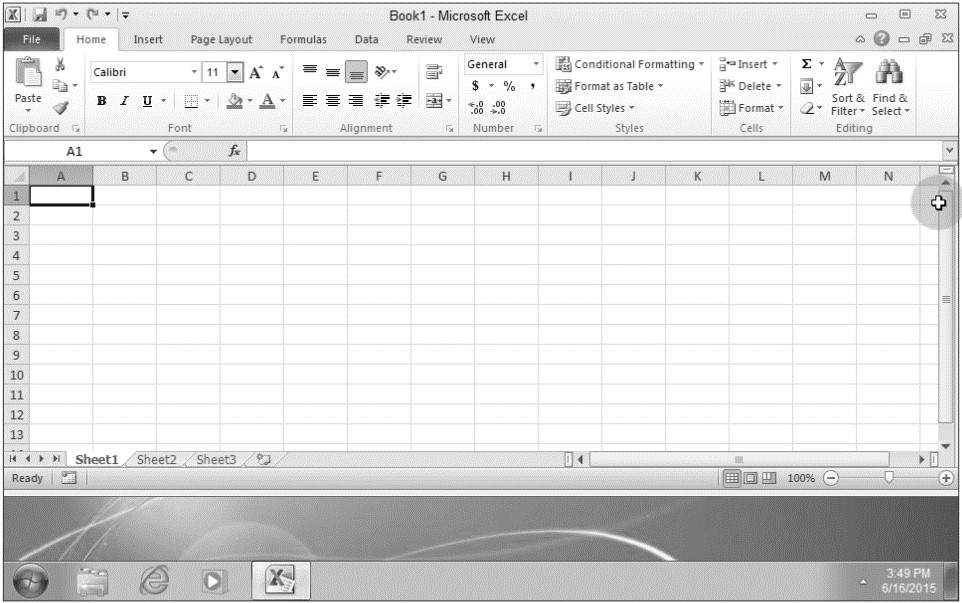 Book1 - Microsoft Excel
File Home Insert Page Layout Formulas Data Review View
Calibri 11 A A General Conditional Formatting Insert Σ
Paste B I U A $ % , Format as Table Delete Sort & Filter Find & Select
.0 .00 .00 .0 Cell Styles Format
Clipboard Font Alignment Number Styles Cells Editing
A1 fx
A B C D E F G H I J K L M N
1
2
3
4
5
6
7
8
9
10
11
12
13
Sheet1 Sheet2 Sheet3
Ready 100%
3:49 PM
6/16/2015